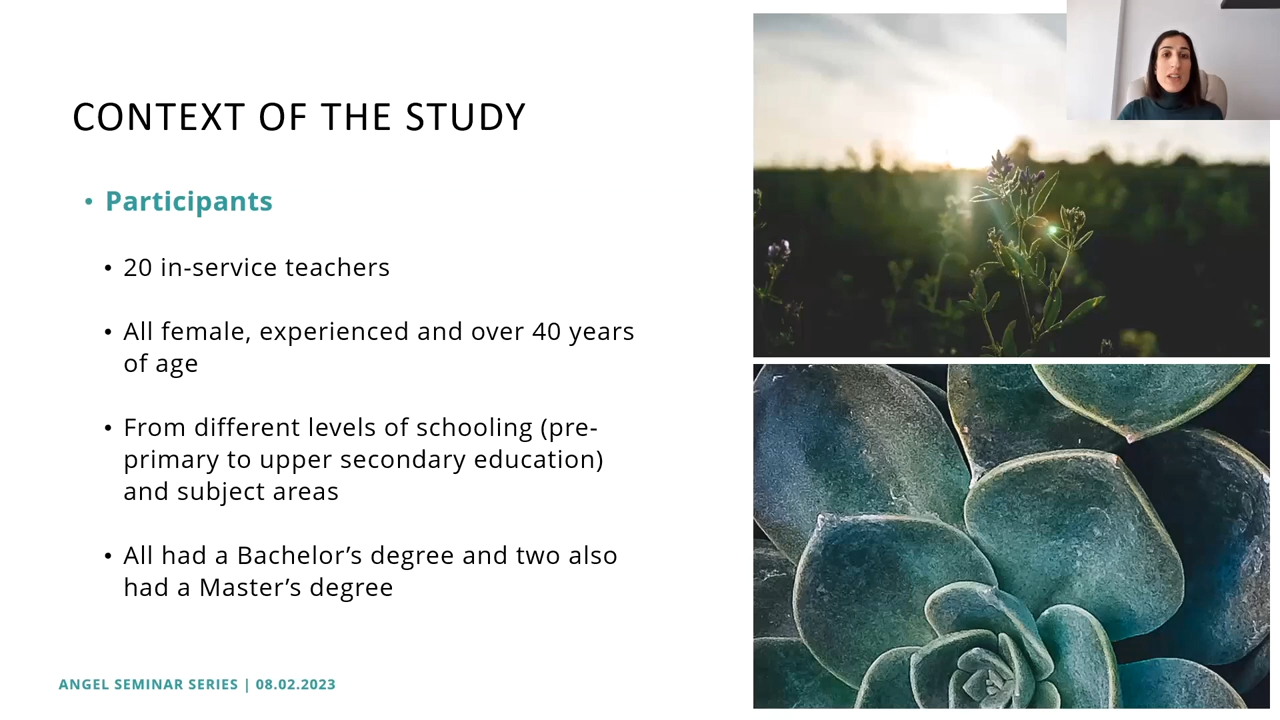 CONTEXT OF THE STUDY
• Participants
• 20 in-service teachers
• All female, experienced and over 40 years
of age
• From different levels of schooling (pre-
primary to upper secondary education)
and subject areas
• All had a Bachelor’s degree and two also
had a Master’s degree
ANGEL SEMINAR SERIES | 08.02.2023